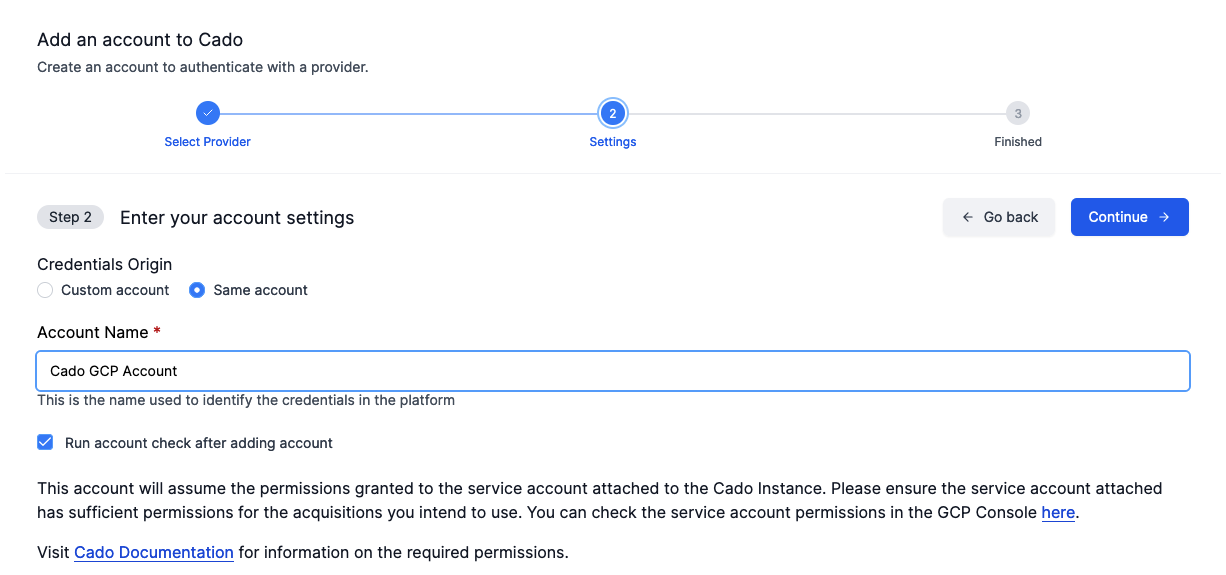 Add an account to Cado
Create an account to authenticate with a provider.
2
3
Select Provider
Settings
Finished
Step 2
Enter your account settings
Go back
Continue
Credentials Origin
Custom account
Same account
Account Name *
Cado GCP Account
This is the name used to identify the credentials in the platform
Run account check after adding account
This account will assume the permissions granted to the service account attached to the Cado Instance. Please ensure the service account attached
has sufficient permissions for the acquisitions you intend to use. You can check the service account permissions in the GCP Console here.
Visit Cado Documentation for information on the required permissions.